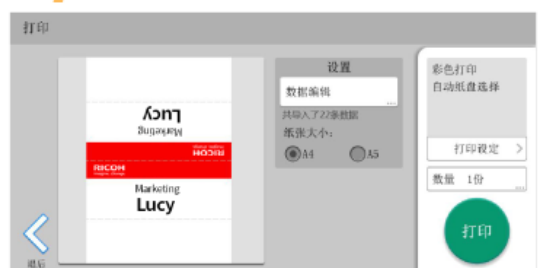 打印
Lucy
Marketing
RICOH
RICOH
Marketing
Lucy
退后
设置
数据编辑
...
共导入了22条数据
纸张大小：
A4
A5
彩色打印
自动纸盘选择
打印设定 >
数量 1份
...
打印